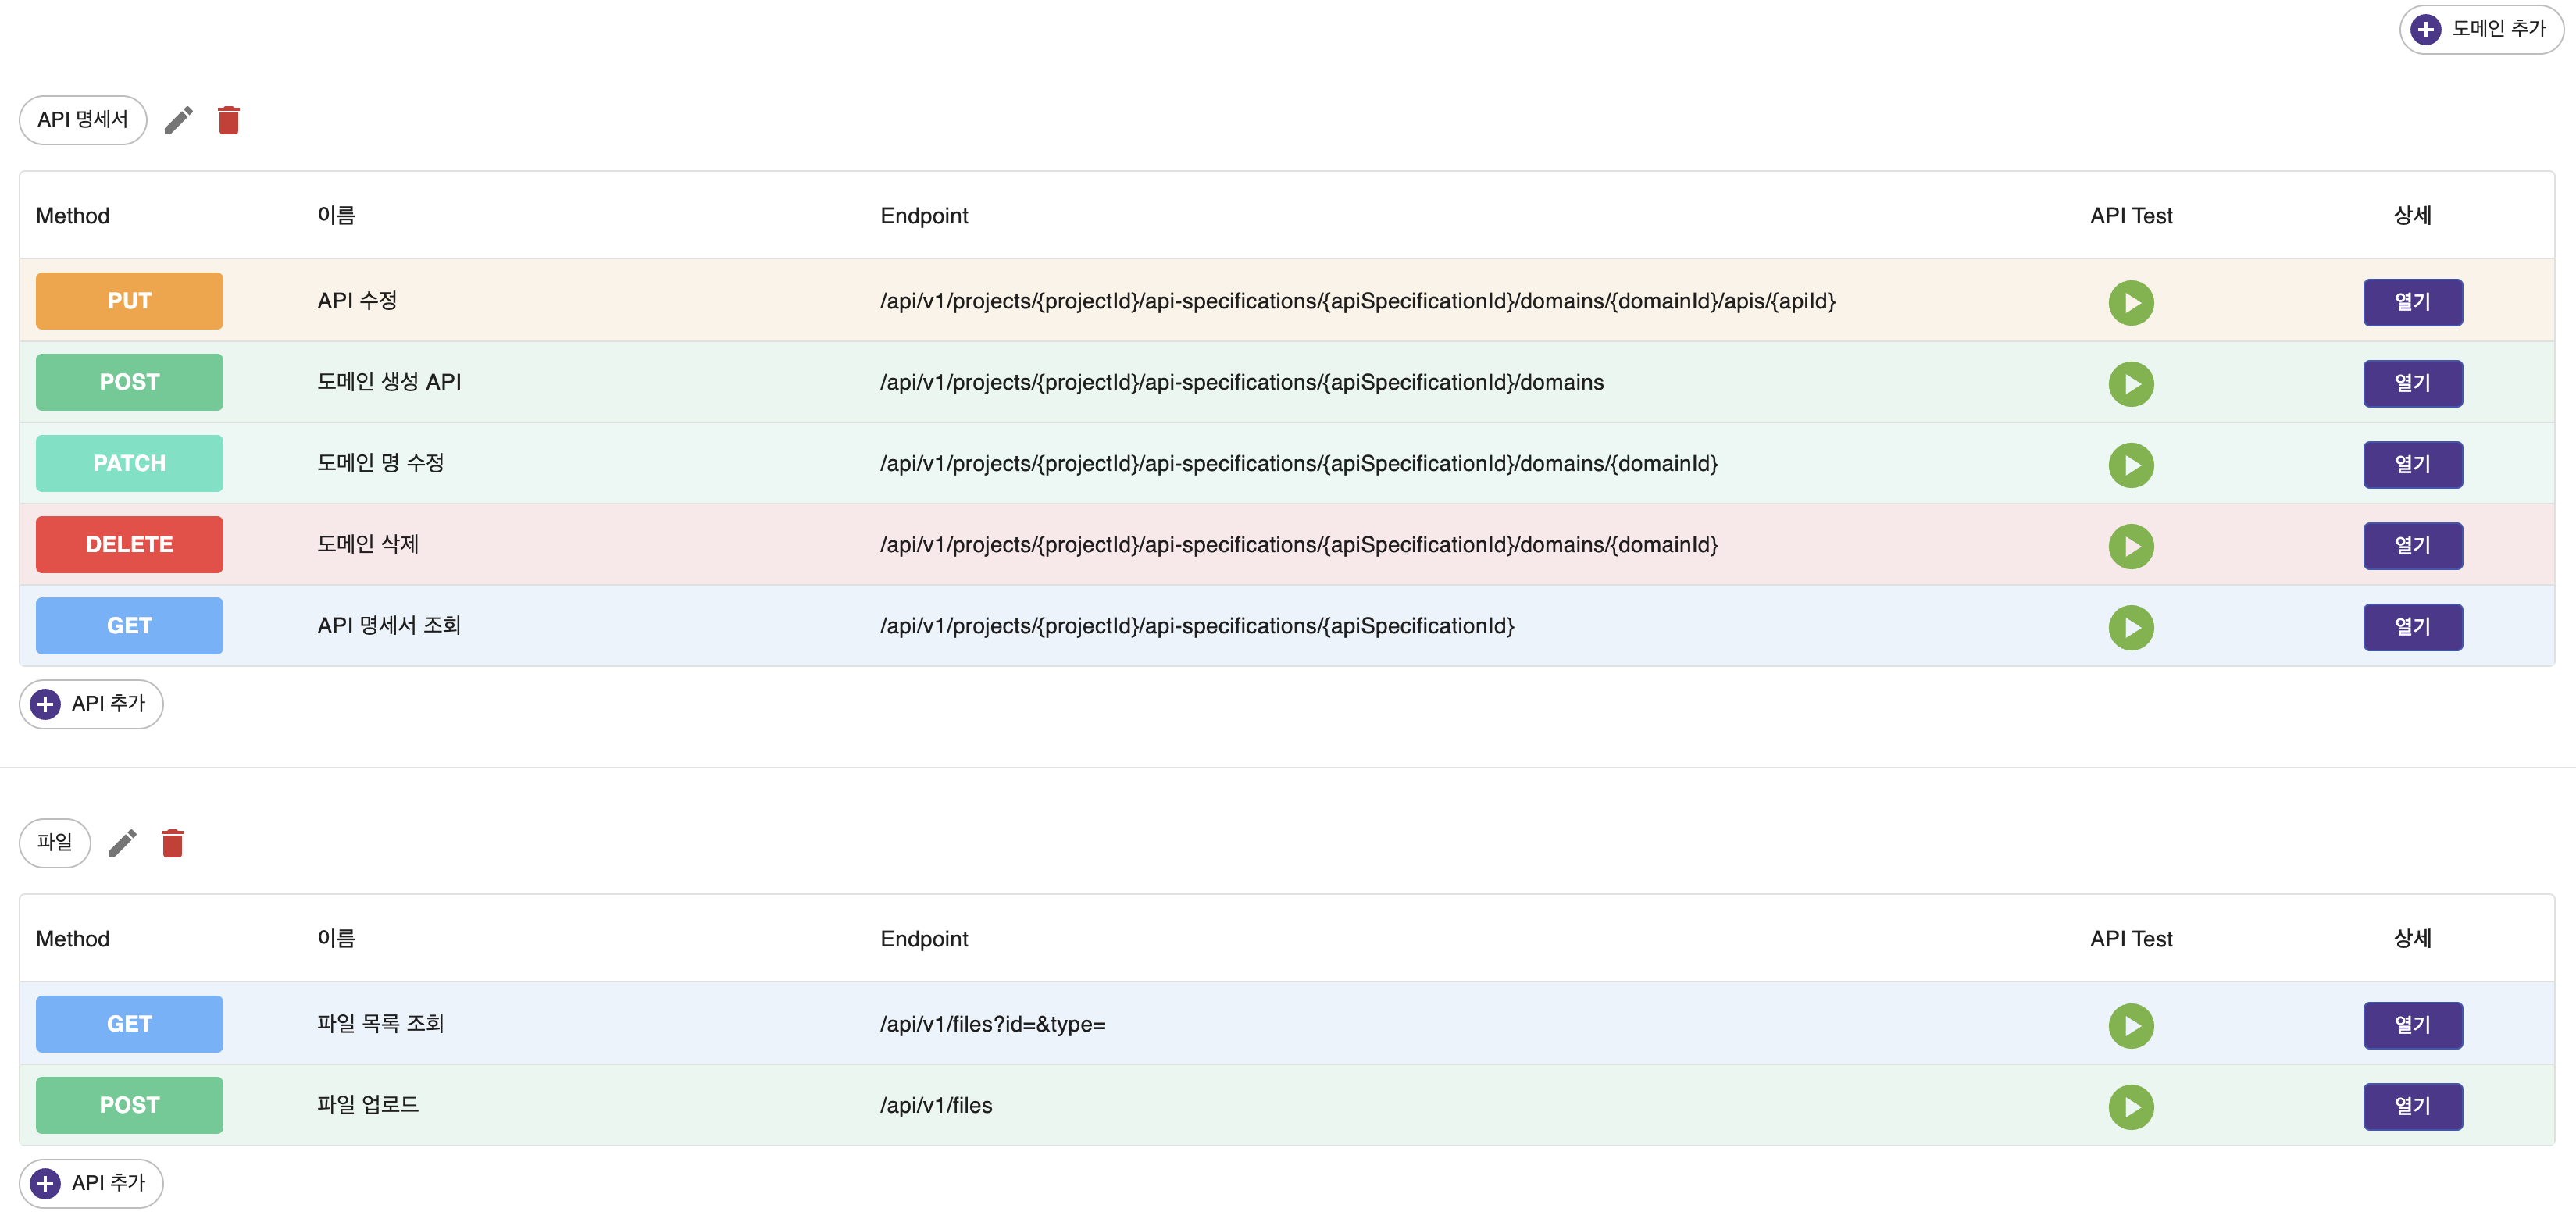 도메인 추가
API 명세서
Method 이름 Endpoint API Test 상세
PUT API 수정 /api/v1/projects/{projectId}/api-specifications/{apiSpecificationId}/domains/{domainId}/apis/{apiId} 열기
POST 도메인 생성 API /api/v1/projects/{projectId}/api-specifications/{apiSpecificationId}/domains 열기
PATCH 도메인 명 수정 /api/v1/projects/{projectId}/api-specifications/{apiSpecificationId}/domains/{domainId} 열기
DELETE 도메인 삭제 /api/v1/projects/{projectId}/api-specifications/{apiSpecificationId}/domains/{domainId} 열기
GET API 명세서 조회 /api/v1/projects/{projectId}/api-specifications/{apiSpecificationId} 열기
API 추가
파일
Method 이름 Endpoint API Test 상세
GET 파일 목록 조회 /api/v1/files?id=&type= 열기
POST 파일 업로드 /api/v1/files 열기
API 추가